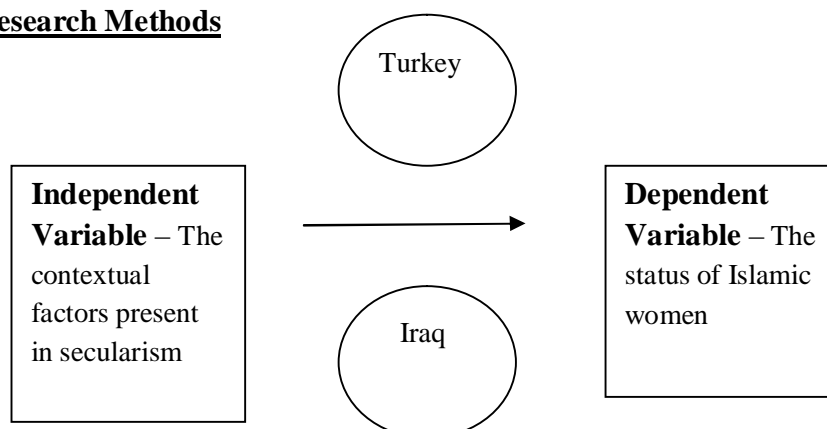 esearch Methods
Turkey
Independent
Variable – The
contextual
factors present
in secularism
Dependent
Variable – The
status of Islamic
women
Iraq